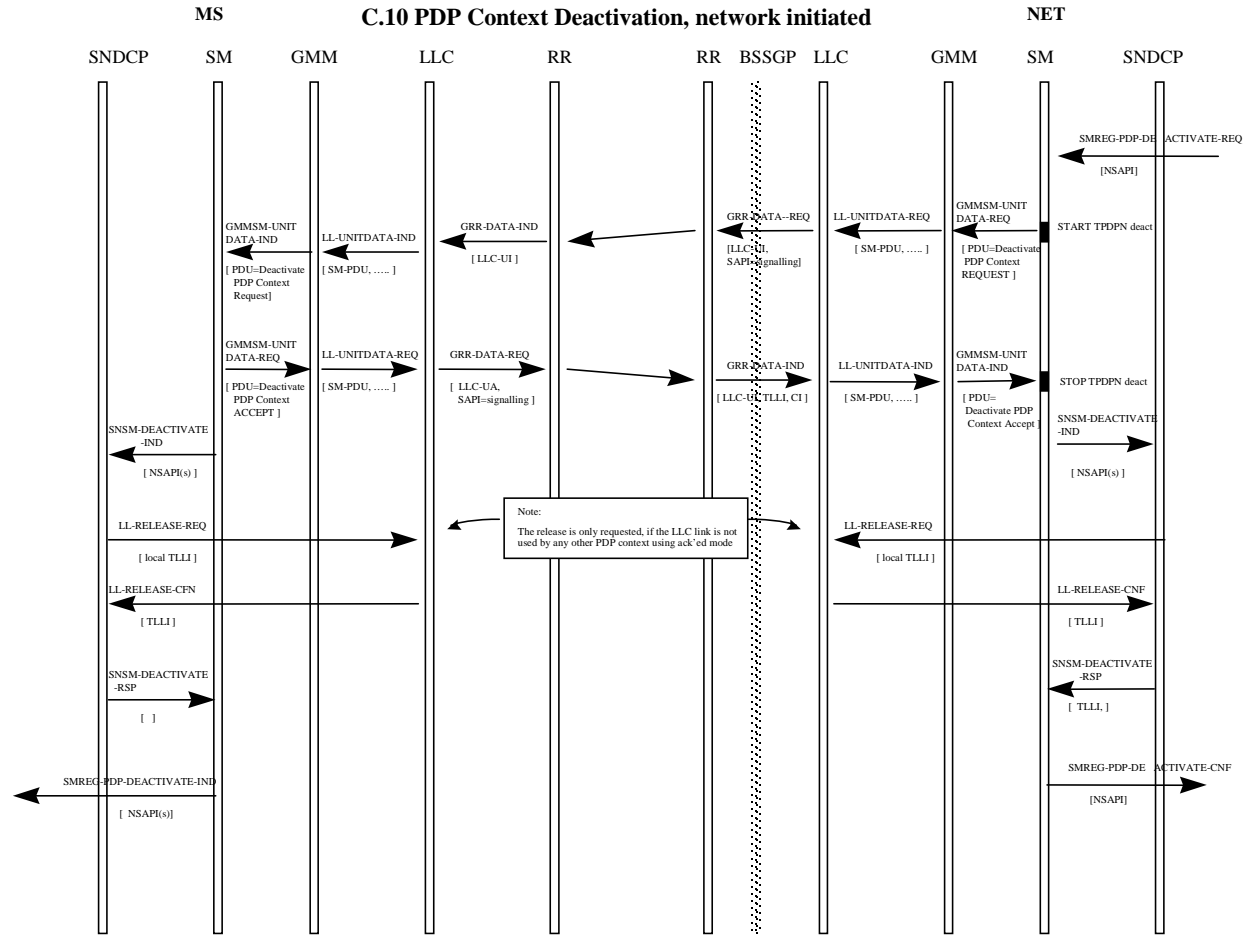 MS
C.10 PDP Context Deactivation, network initiated
NET
SNDCP
SM
GMM
LLC
RR
RR
BSSGP
LLC
GMM
SM
SNDCP
SMREG-PDP-DE ACTIVATE-REQ
[NSAPI]
GMMSM-UNIT
DATA-IND
[ PDU=Deactivate
PDP Context
Request]
LL-UNITDATA-IND
[ SM-PDU, ….. ]
GRR-DATA-IND
[ LLC-UI ]
GRR-DATA--REQ
[LLC-UI,
SAPI=signalling]
LL-UNITDATA-REQ
[ SM-PDU, ….. ]
GMMSM-UNIT
DATA-REQ
[ PDU=Deactivate
PDP Context
REQUEST ]
START TPDPN deact
GMMSM-UNIT
DATA-REQ
[ PDU=Deactivate
PDP Context
ACCEPT ]
LL-UNITDATA-REQ
[ SM-PDU, ….. ]
GRR-DATA-REQ
[ LLC-UA,
SAPI=signalling ]
GRR-DATA-IND
[ LLC-UI, TLLI, CI ]
LL-UNITDATA-IND
[ SM-PDU, ….. ]
GMMSM-UNIT
DATA-IND
[ PDU=
Deactivate PDP
Context Accept ]
STOP TPDPN deact
SNSM-DEACTIVATE
-IND
[ NSAPI(s) ]
SNSM-DEACTIVATE
-IND
[ NSAPI(s) ]
LL-RELEASE-REQ
[ local TLLI ]
Note:
The release is only requested, if the LLC link is not
used by any other PDP context using ack'ed mode
LL-RELEASE-REQ
[ local TLLI ]
LL-RELEASE-CFN
[ TLLI ]
LL-RELEASE-CNF
[ TLLI ]
SNSM-DEACTIVATE
-RSP
[ ]
SNSM-DEACTIVATE
-RSP
[ TLLI, ]
SMREG-PDP-DEACTIVATE-IND
[ NSAPI(s)]
SMREG-PDP-DE ACTIVATE-CNF
[NSAPI]